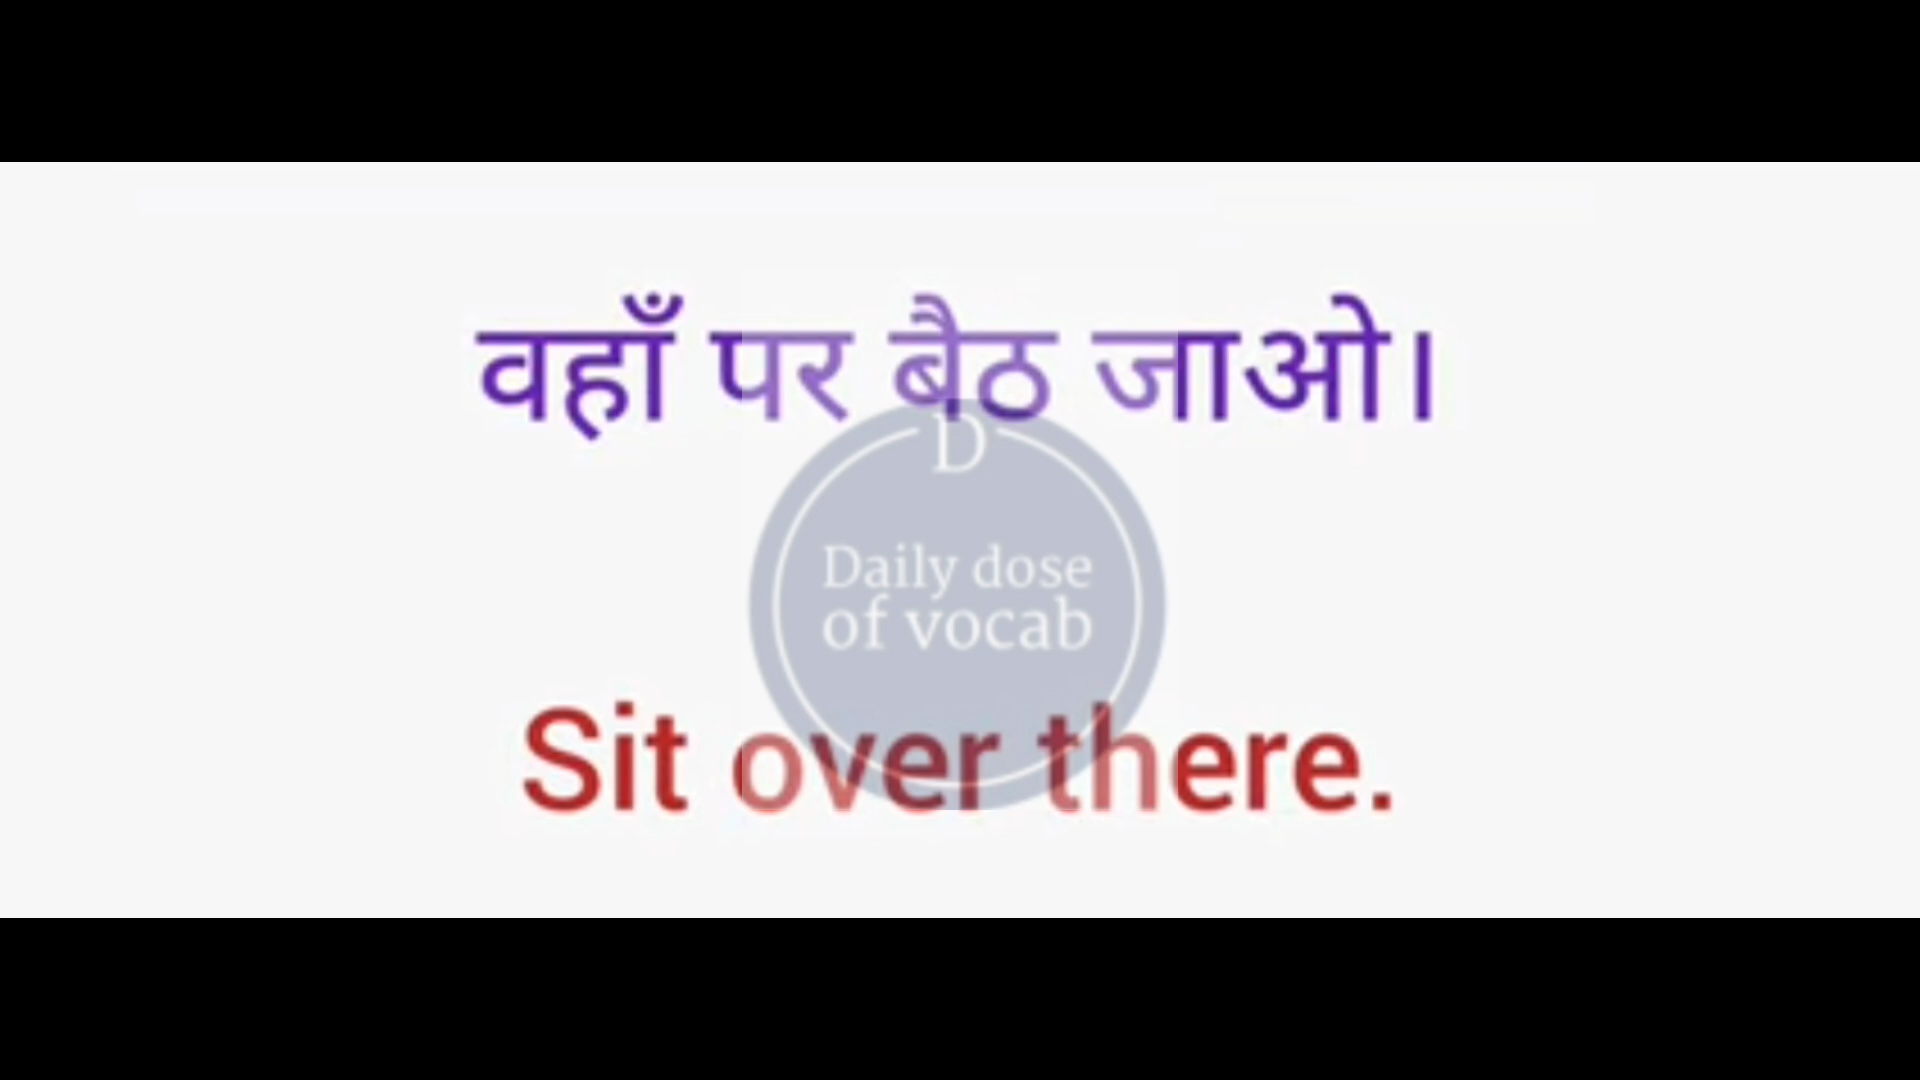 वहाँ पर बैठ जाओ।
D
Daily dose
of vocab
Sit over there.